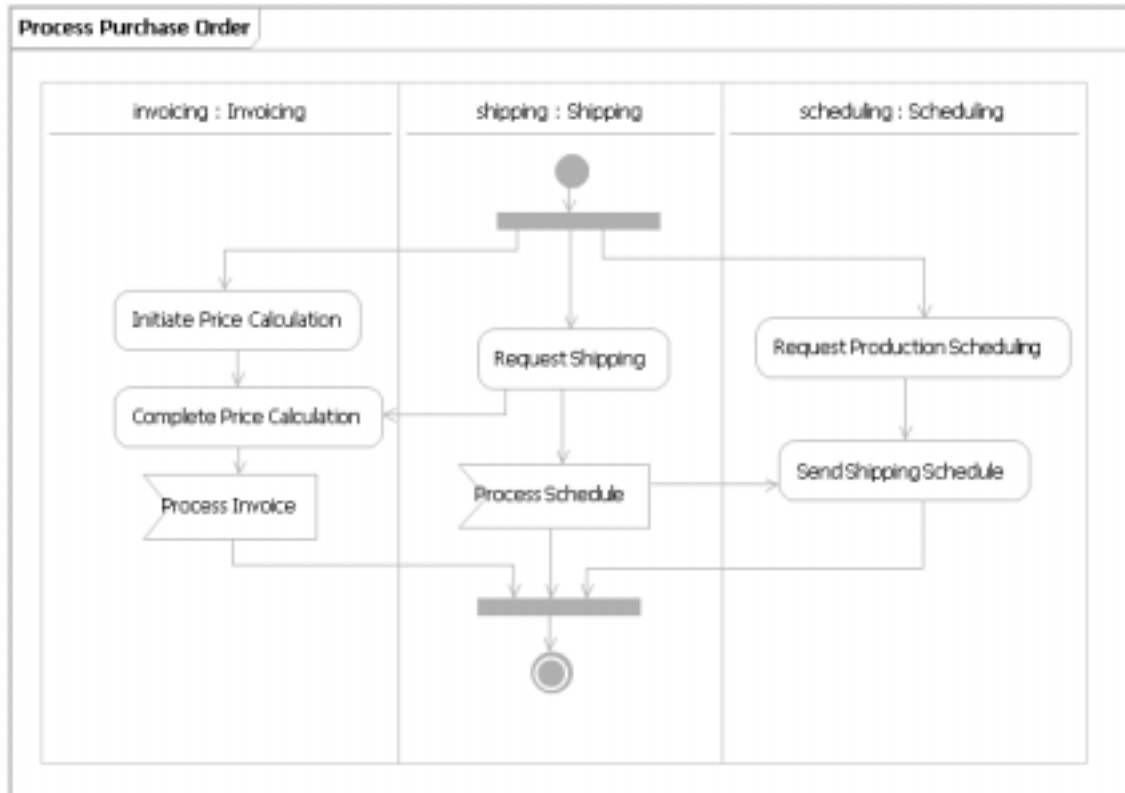 Process Purchase Order
invoicing : Invoicing
shipping : Shipping
scheduling : Scheduling
Initiate Price Calculation
Request Shipping
Request Production Scheduling
Complete Price Calculation
Send Shipping Schedule
Process Invoice
Process Schedule